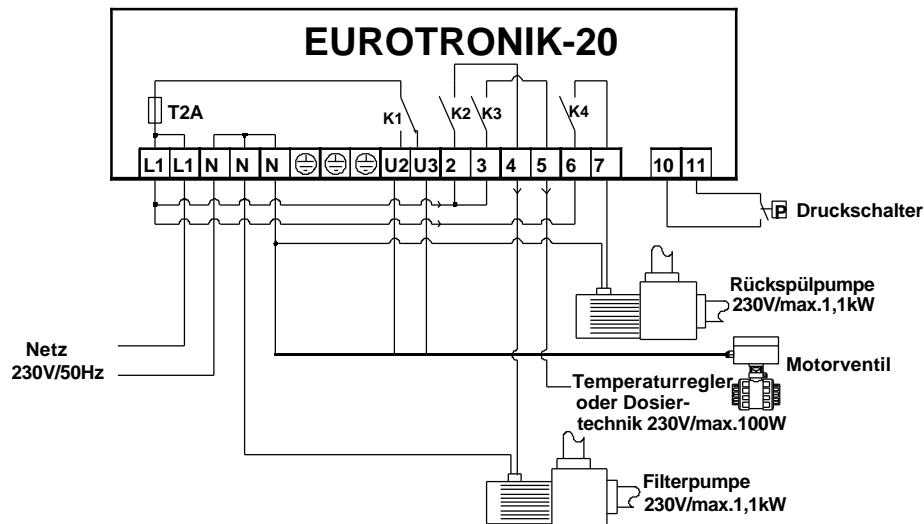 EUROTRONIK-20
T2A
K1
K2
K3
K4
L1 L1 N N N U2 U3 2 3 4 5 6 7 10 11
P Druckschalter
Rückspülpumpe
230V/max.1,1kW
Netz
230V/50Hz
Motorventil
Temperaturregler
oder Dosier-
technik 230V/max.100W
Filterpumpe
230V/max.1,1kW